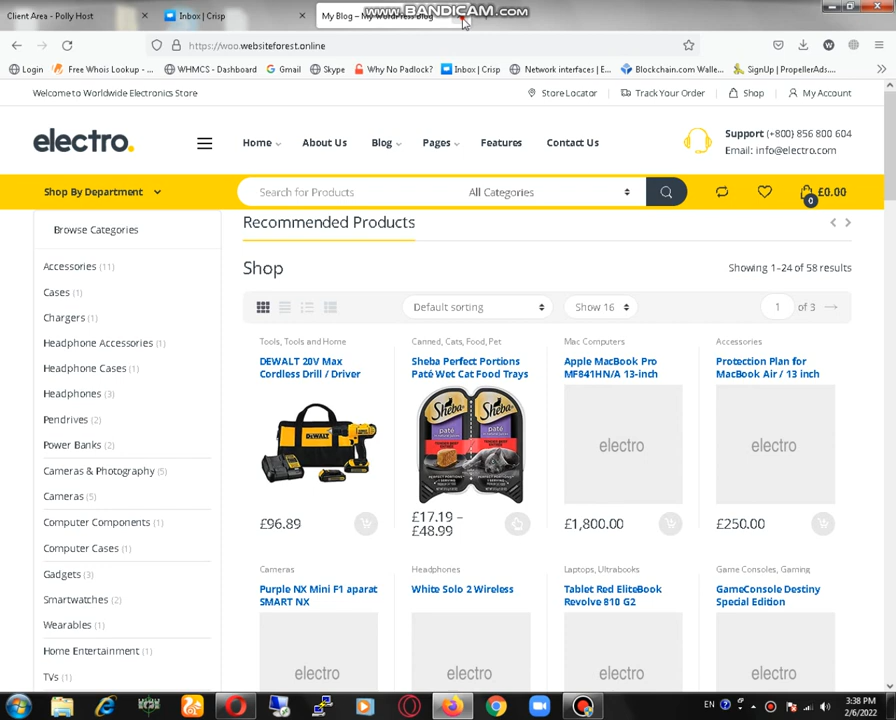 Client Area - Polly Host
Inbox | Crisp
My Blog – My WordPress Blog
www.BANDICAM.com
https://woo.websiteforest.online
Login
Free Whois Lookup - ...
WHMCS - Dashboard
Gmail
Skype
Why No Padlock?
Inbox | Crisp
Network interfaces | E...
Blockchain.com Walle...
SignUp | PropellerAds....
Welcome to Worldwide Electronics Store
Store Locator
Track Your Order
Shop
My Account
electro.
Home
About Us
Blog
Pages
Features
Contact Us
Support (+800) 856 800 604
Email: info@electro.com
Shop By Department
Search for Products
All Categories
0
£0.00
Browse Categories
Accessories (11)
Cases (1)
Chargers (1)
Headphone Accessories (1)
Headphone Cases (1)
Headphones (3)
Pendrives (2)
Power Banks (2)
Cameras & Photography (5)
Cameras (5)
Computer Components (1)
Computer Cases (1)
Gadgets (3)
Smartwatches (2)
Wearables (1)
Home Entertainment (1)
TVs (1)
Recommended Products
Shop
Showing 1–24 of 58 results
Default sorting
Show 16
1 of 3
Tools, Tools and Home
DEWALT 20V Max
Cordless Drill / Driver
DEWALT
£96.89
Canned, Cats, Food, Pet
Sheba Perfect Portions
Paté Wet Cat Food Trays
Sheba
Sheba
paté
paté
£17.19 –
£48.99
Mac Computers
Apple MacBook Pro
MF841HN/A 13-inch
electro
£1,800.00
Accessories
Protection Plan for
MacBook Air / 13 inch
electro
£250.00
Cameras
Purple NX Mini F1 aparat
SMART NX
electro
Headphones
White Solo 2 Wireless
electro
Laptops, Ultrabooks
Tablet Red EliteBook
Revolve 810 G2
electro
Game Consoles, Gaming
GameConsole Destiny
Special Edition
electro
EN
3:38 PM
2/6/2022